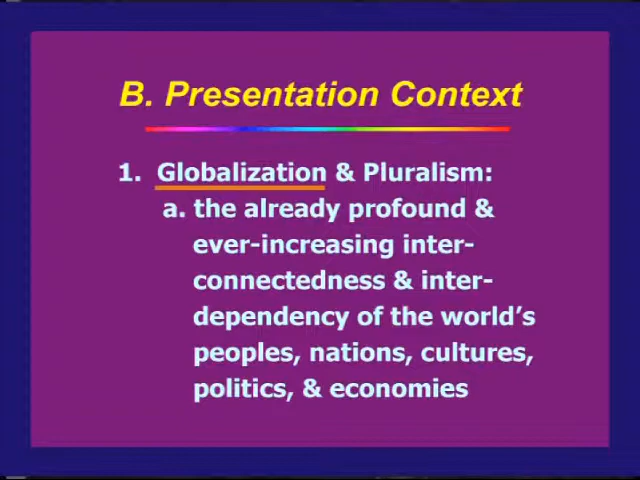 B. Presentation Context
1. Globalization & Pluralism:
a. the already profound &
ever-increasing inter-
connectedness & inter-
dependency of the world’s
peoples, nations, cultures,
politics, & economies